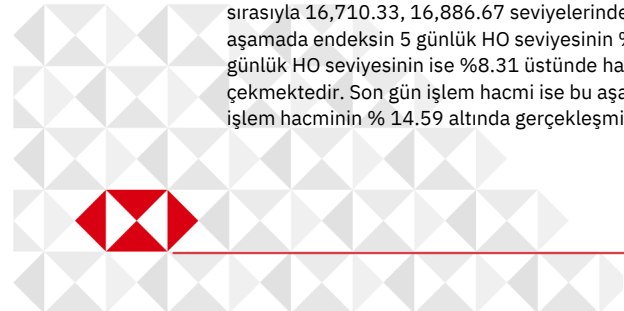 sırasıyla 16,710.33, 16,886.67 seviyelerinde
aşamada endeksin 5 günlük HO seviyesinin %
günlük HO seviyesinin ise %8.31 üstünde ha
çekmektedir. Son gün işlem hacmi ise bu aşa
işlem hacminin % 14.59 altında gerçekleşmi